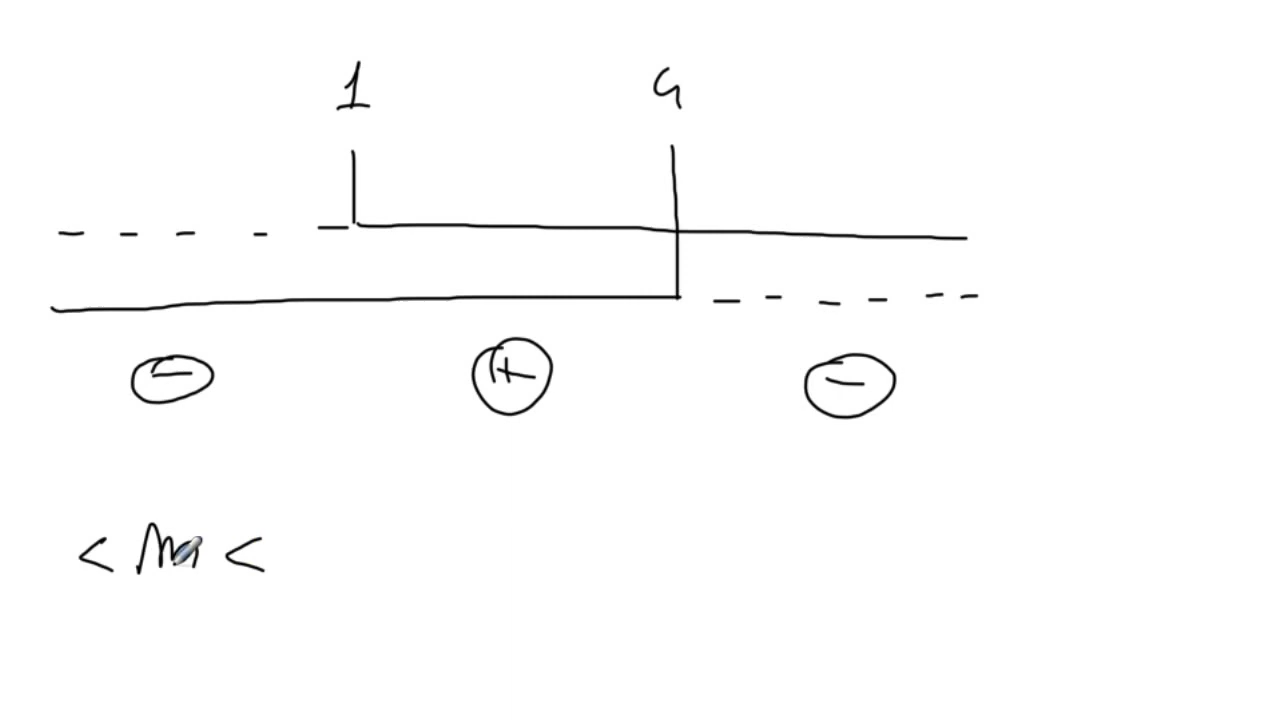 1 4
- + -
< m <